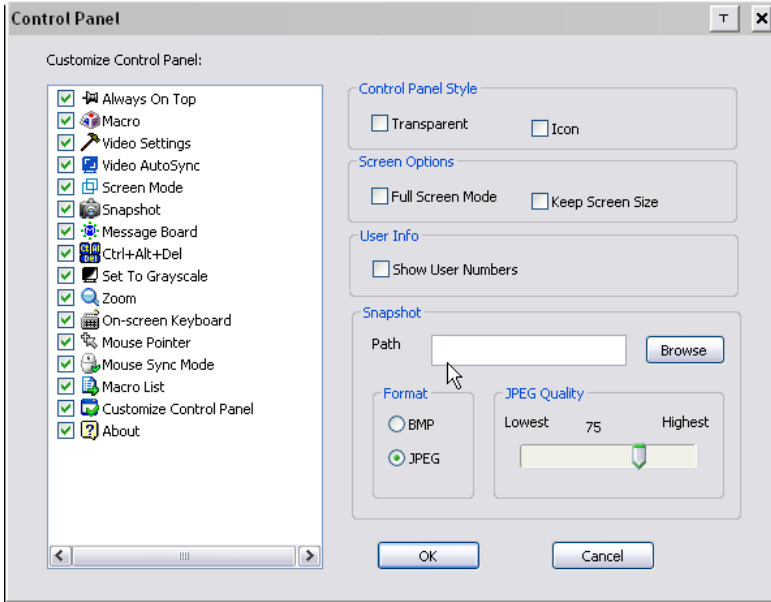 Control Panel
T
Customize Control Panel:
Always On Top
Macro
Video Settings
Video AutoSync
Screen Mode
Snapshot
Message Board
Ctrl+Alt+Del
Set To Grayscale
Zoom
On-screen Keyboard
Mouse Pointer
Mouse Sync Mode
Macro List
Customize Control Panel
About
Control Panel Style
Transparent
Icon
Screen Options
Full Screen Mode
Keep Screen Size
User Info
Show User Numbers
Snapshot
Path
Browse
Format
BMP
JPEG
JPEG Quality
Lowest 75 Highest
OK
Cancel